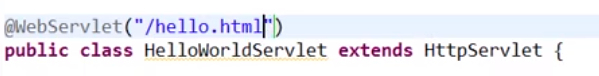 @WebServlet("/hello.html")
public class HelloWorldServlet extends HttpServlet {